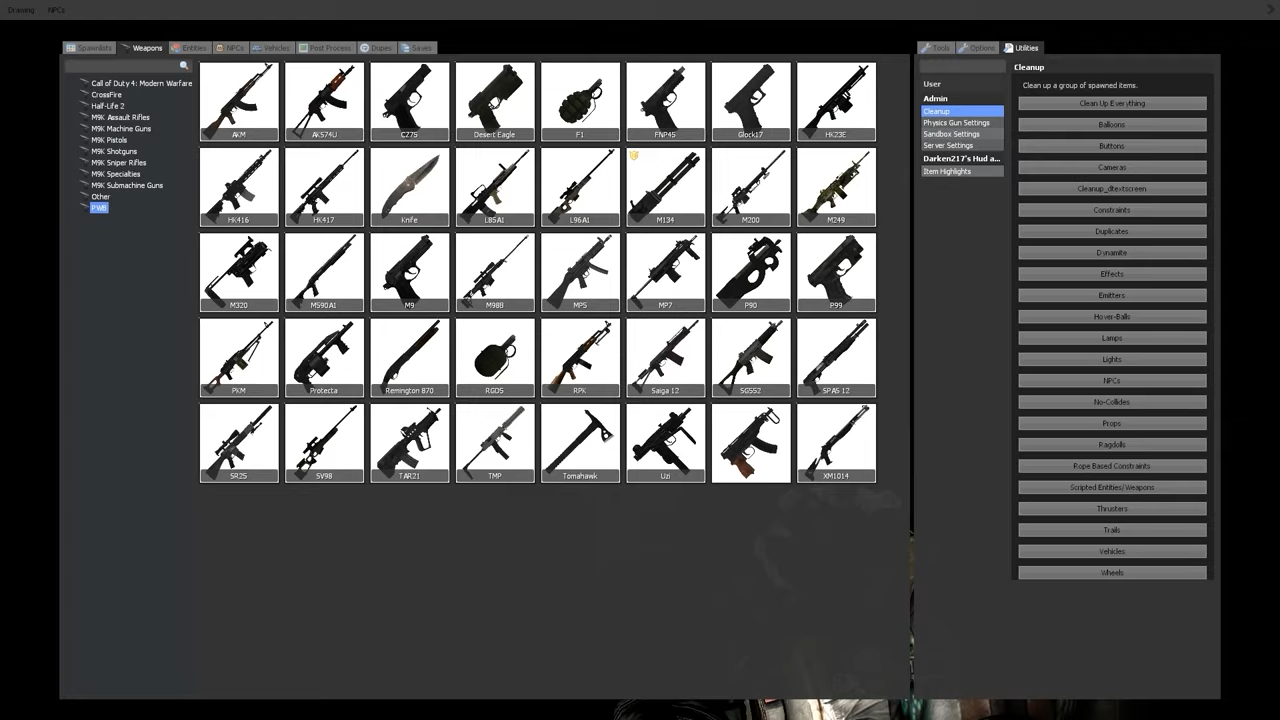 Drawing NPCs
Spawnlists Weapons Entities NPCs Vehicles Post Process Dupes Saves
Call of Duty 4: Modern Warfare
CrossFire
Half-Life 2
M9K Assault Rifles
M9K Machine Guns
M9K Pistols
M9K Shotguns
M9K Sniper Rifles
M9K Specialties
M9K Submachine Guns
Other
PWB
AKM AKS74U CZ75 Desert Eagle F1 FNP45 Glock17 HK23E
HK416 HK417 Knife L85A1 L96A1 M134 M200 M249
M320 M590A1 M9 M98B MP5 MP7 P90 P99
PKM Protecta Remington 870 RGD5 RPK Saiga 12 SG552 SPAS 12
SR25 SV98 TAR21 TMP Tomahawk Uzi XM1014
Tools Options Utilities
User
Admin
Cleanup
Physics Gun Settings
Sandbox Settings
Server Settings
Darken217's Hud a...
Item Highlights
Cleanup
Clean up a group of spawned items.
Clean Up Everything
Balloons
Buttons
Cameras
Cleanup_dtextscreen
Constraints
Duplicates
Dynamite
Effects
Emitters
Hover-Balls
Lamps
Lights
NPCs
No-Collides
Props
Ragdolls
Rope Based Constraints
Scripted Entities/Weapons
Thrusters
Trails
Vehicles
Wheels